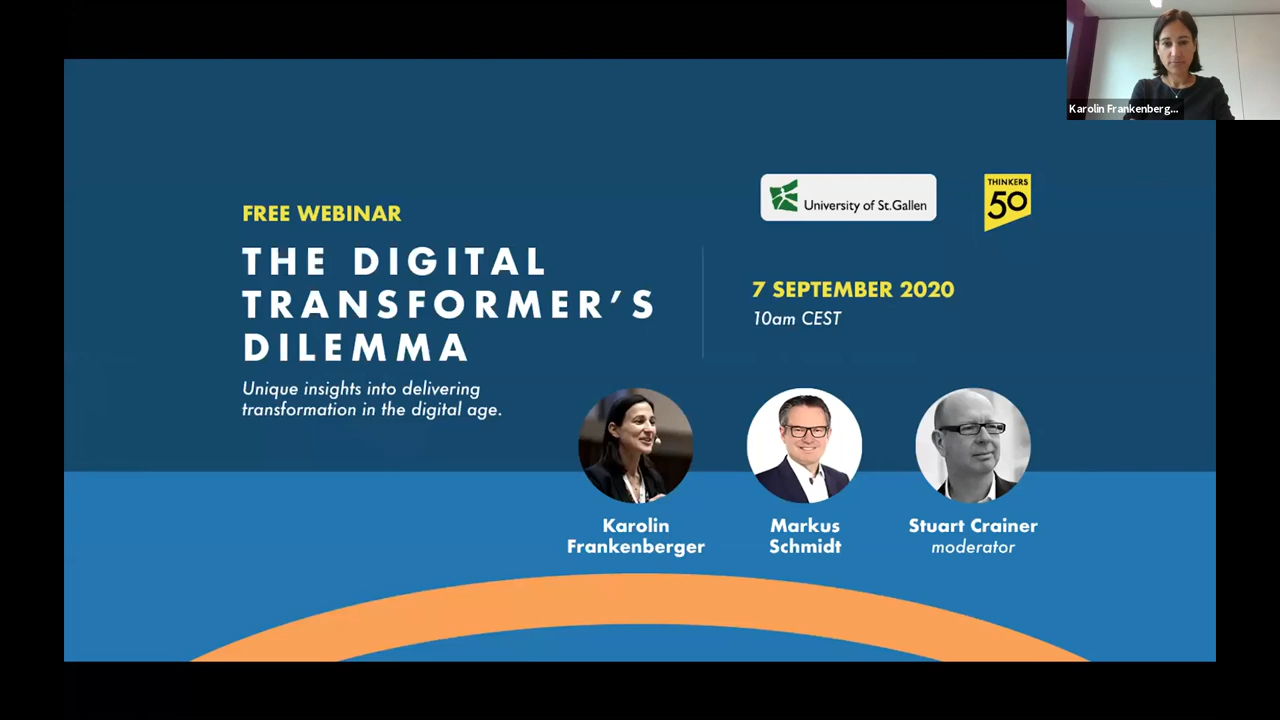 Karolin Frankenberg...
FREE WEBINAR
THE DIGITAL
TRANSFORMER'S
DILEMMA
Unique insights into delivering
transformation in the digital age.
University of St.Gallen
THINKERS
50
7 SEPTEMBER 2020
10am CEST
Karolin
Frankenberger
Markus
Schmidt
Stuart Crainer
moderator